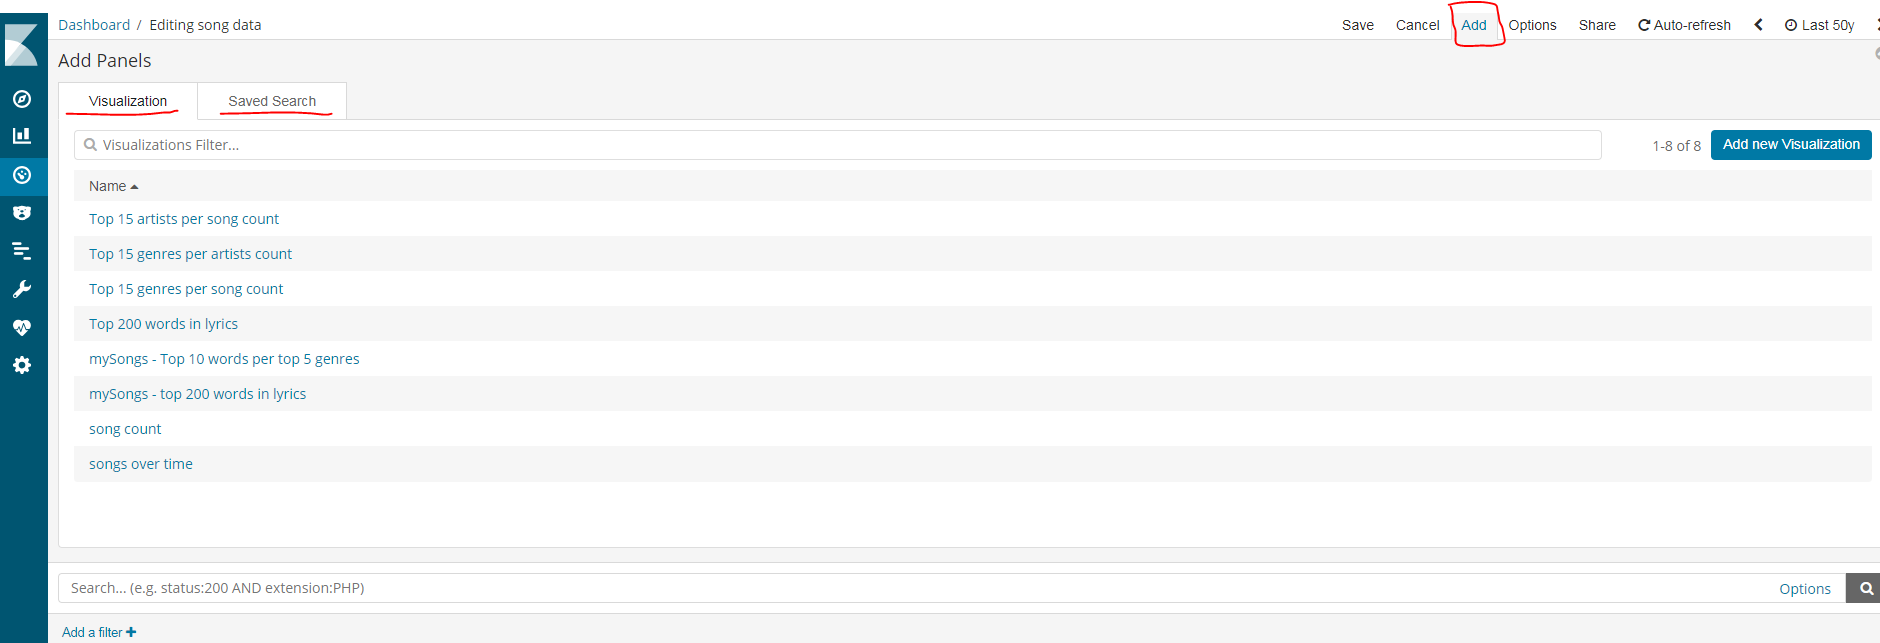 Dashboard / Editing song data
Save Cancel Add Options Share Auto-refresh Last 50y
Add Panels
Visualization Saved Search
Visualizations Filter...
1-8 of 8 Add new Visualization
Name
Top 15 artists per song count
Top 15 genres per artists count
Top 15 genres per song count
Top 200 words in lyrics
mySongs - Top 10 words per top 5 genres
mySongs - top 200 words in lyrics
song count
songs over time
Search... (e.g. status:200 AND extension:PHP) Options
Add a filter +